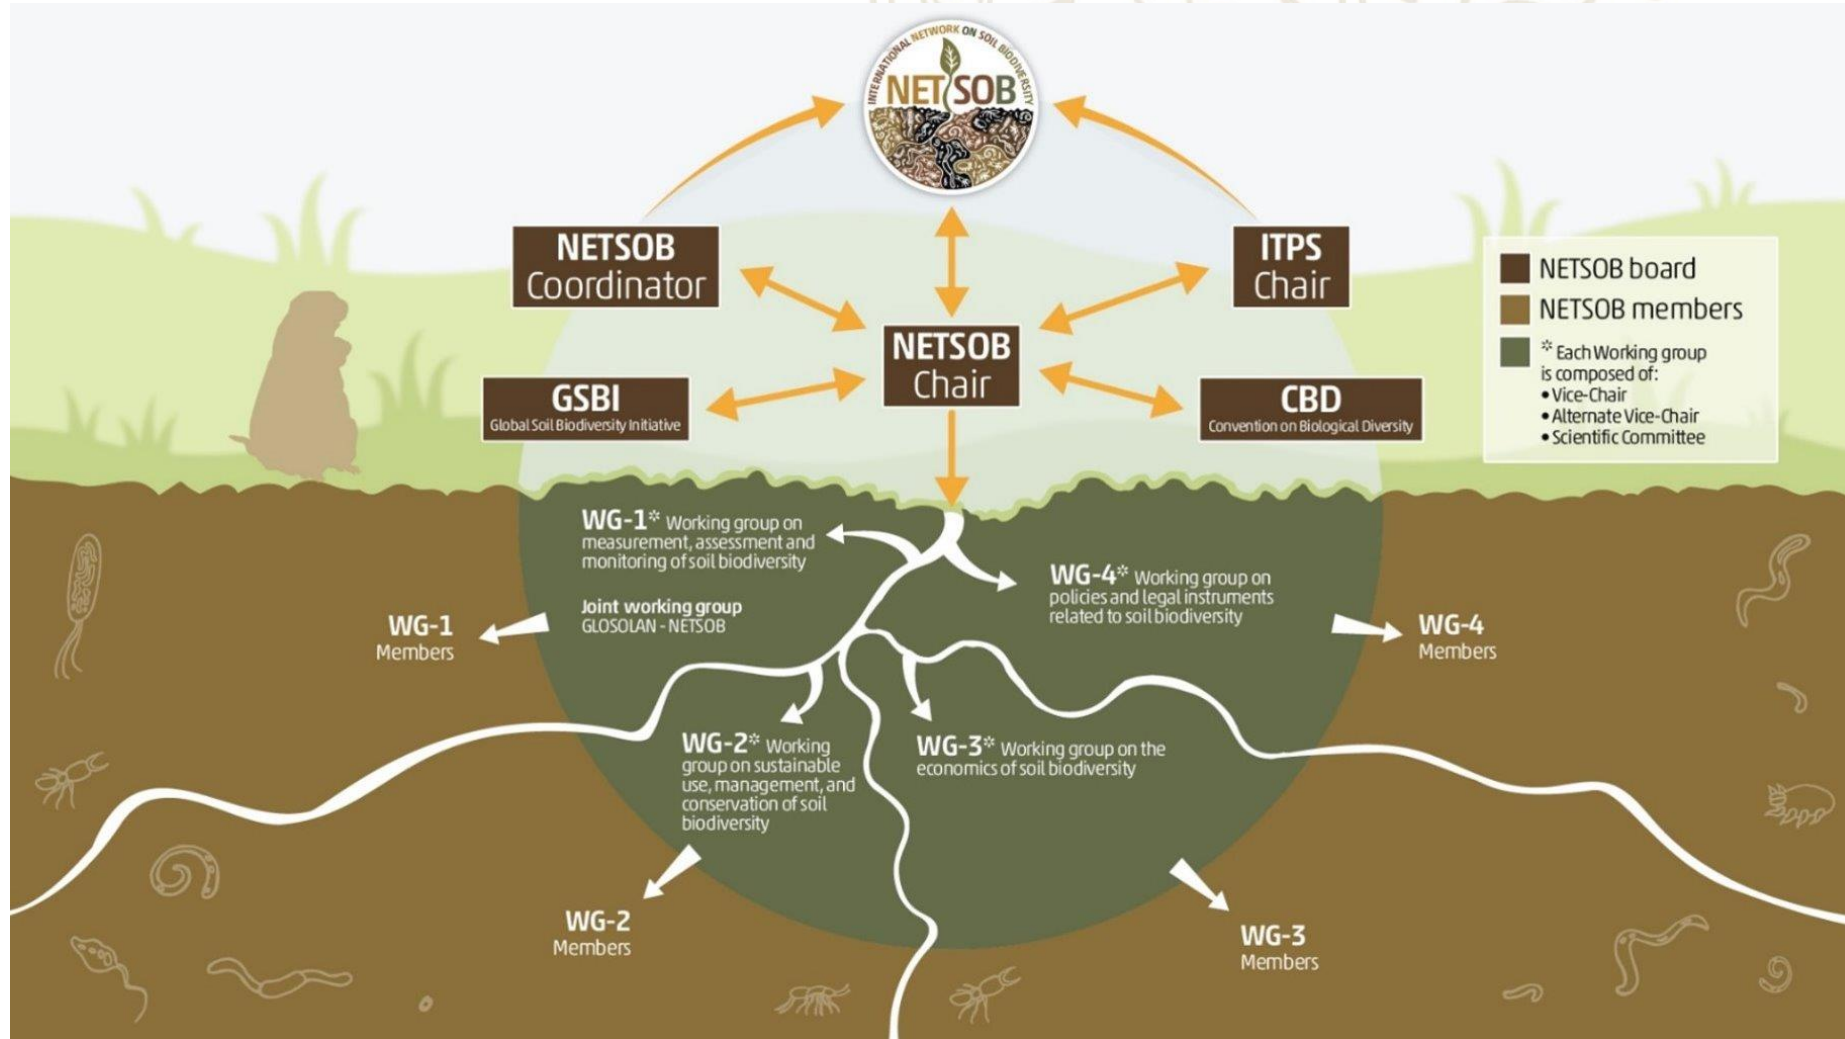 INTERNATIONAL NETWORK ON SOIL BIODIVERSITY
NETSOB
NETSOB
Coordinator
ITPS
Chair
NETSOB
Chair
GSBI
Global Soil Biodiversity Initiative
CBD
Convention on Biological Diversity
NETSOB board
NETSOB members
* Each Working group
is composed of:
• Vice-Chair
• Alternate Vice-Chair
• Scientific Committee
WG-1* Working group on
measurement, assessment and
monitoring of soil biodiversity
Joint working group
GLOSOLAN - NETSOB
WG-4* Working group on
policies and legal instruments
related to soil biodiversity
WG-1
Members
WG-4
Members
WG-2* Working
group on sustainable
use, management, and
conservation of soil
biodiversity
WG-3* Working group on the
economics of soil biodiversity
WG-2
Members
WG-3
Members